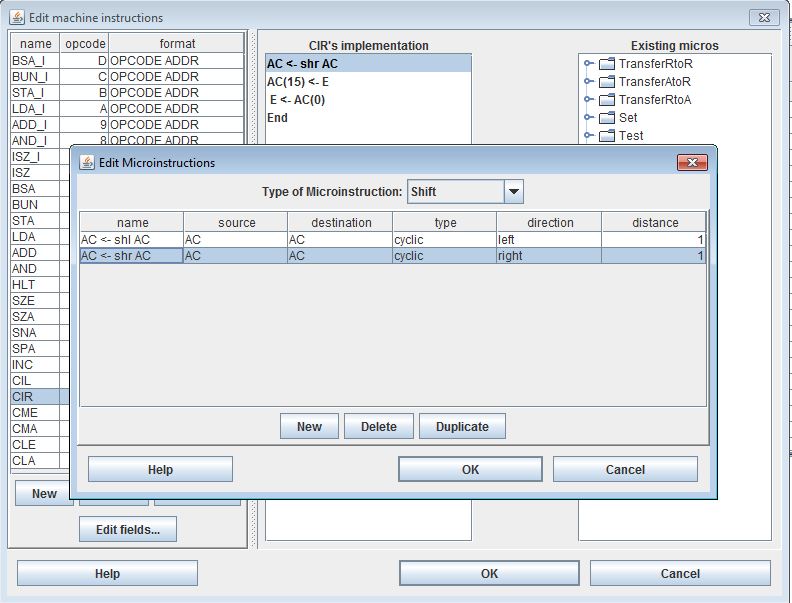 Edit machine instructions
name opcode format
BSA_I D OPCODE ADDR
BUN_I C OPCODE ADDR
STA_I B OPCODE ADDR
LDA_I A OPCODE ADDR
ADD_I 9 OPCODE ADDR
AND_I 8 OPCODE ADDR
ISZ_I
ISZ
BSA
BUN
STA
LDA
ADD
AND
HLT
SZE
SZA
SNA
SPA
INC
CIL
CIR
CME
CMA
CLE
CLA
New
Edit fields...
CIR's implementation
AC <- shr AC
AC(15) <- E
E <- AC(0)
End
Existing micros
TransferRtoR
TransferAtoR
TransferRtoA
Set
Test
Edit Microinstructions
Type of Microinstruction: Shift
name source destination type direction distance
AC <- shl AC AC AC cyclic left 1
AC <- shr AC AC AC cyclic right 1
New Delete Duplicate
Help OK Cancel
Help OK Cancel